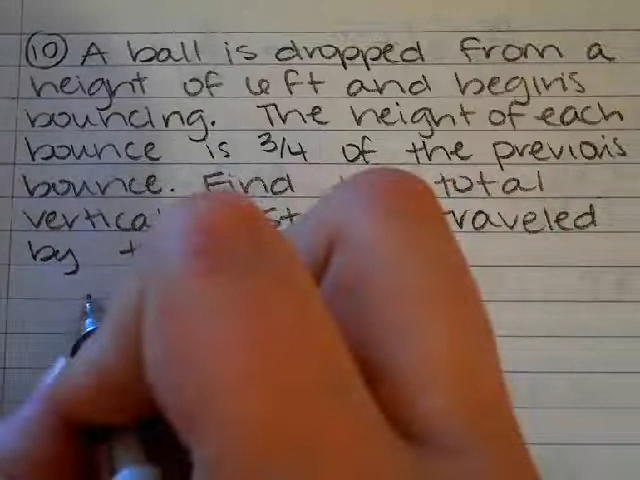 10 A ball is dropped from a
height of 6 ft and begins
bouncing. The height of each
bounce is 3/4 of the previous
bounce. Find total
traveled
by